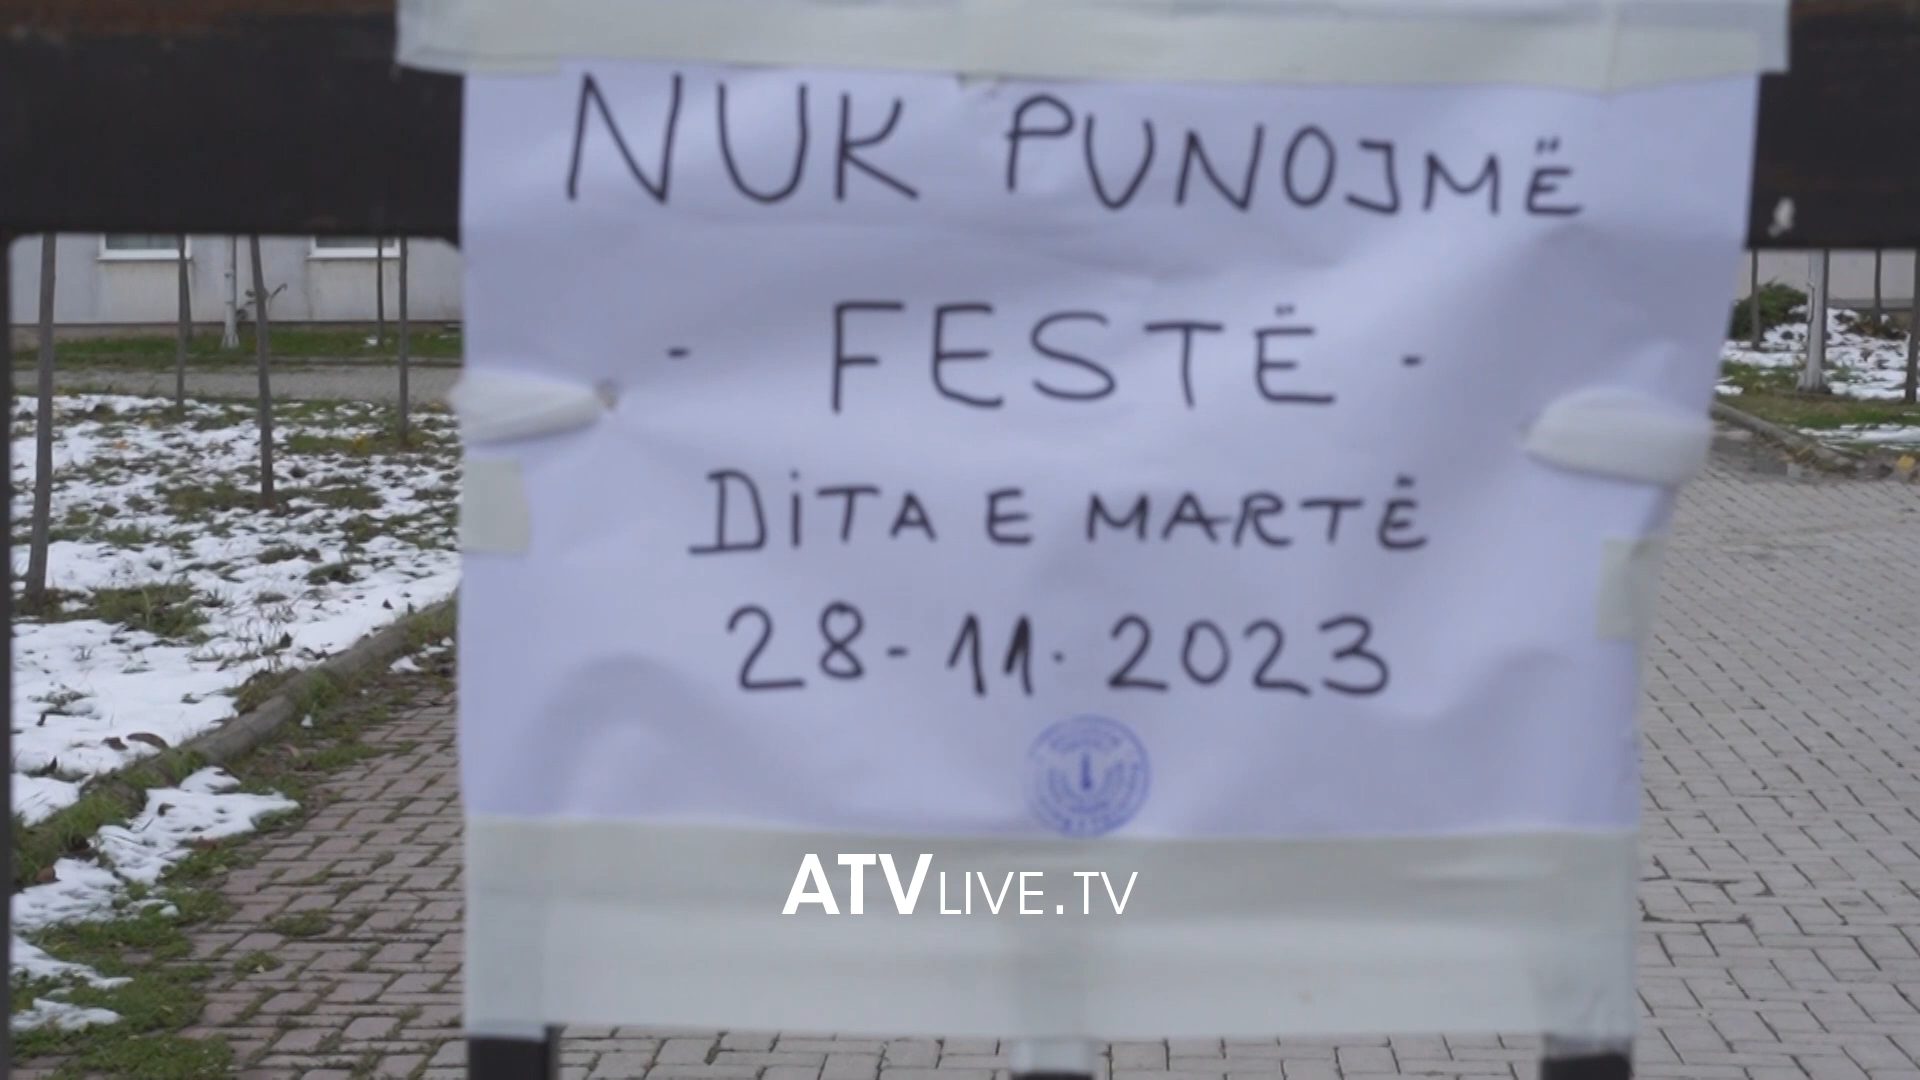 NUK PUNOJMË
- FESTË -
DITA E MARTË
28-11-2023
ATVLIVE.TV